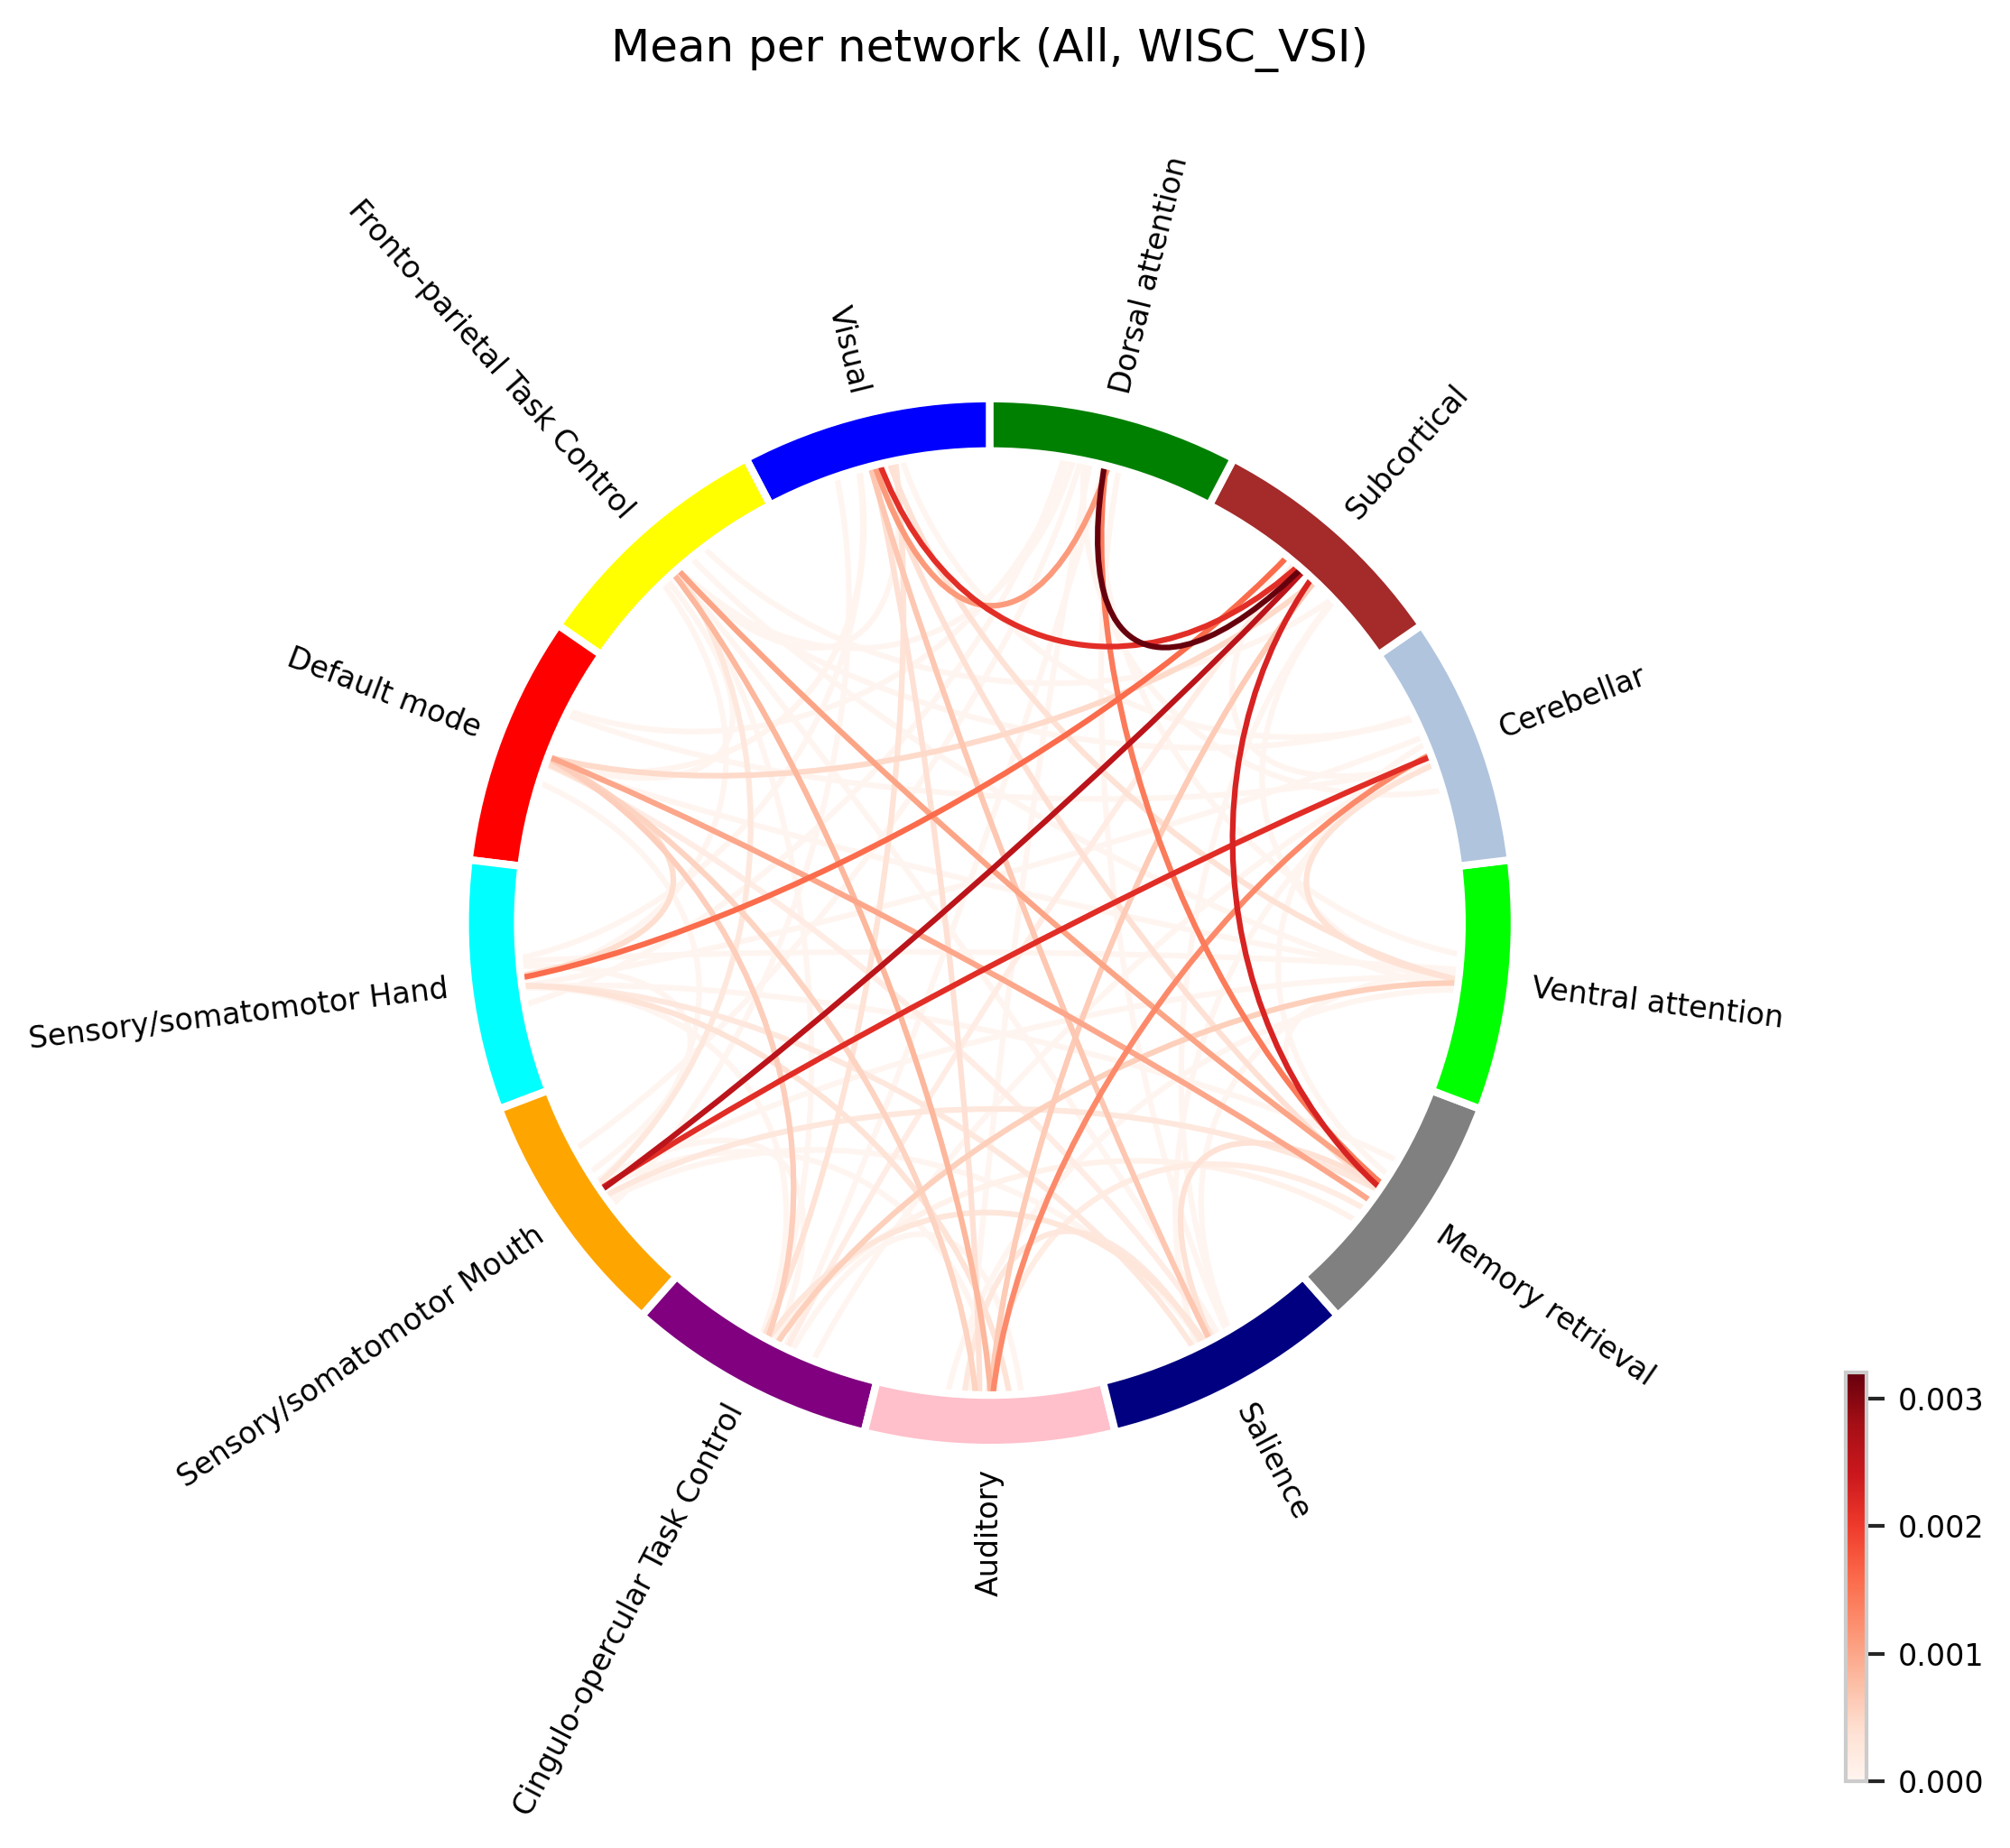 Mean per network (All, WISC_VSI)
Dorsal attention
Visual
Fronto-parietal Task Control
Subcortical
Default mode
Cerebellar
Sensory/somatomotor Hand
Ventral attention
Sensory/somatomotor Mouth
Memory retrieval
Cingulo-opercular Task Control
Auditory
Salience
0.003
0.002
0.001
0.000